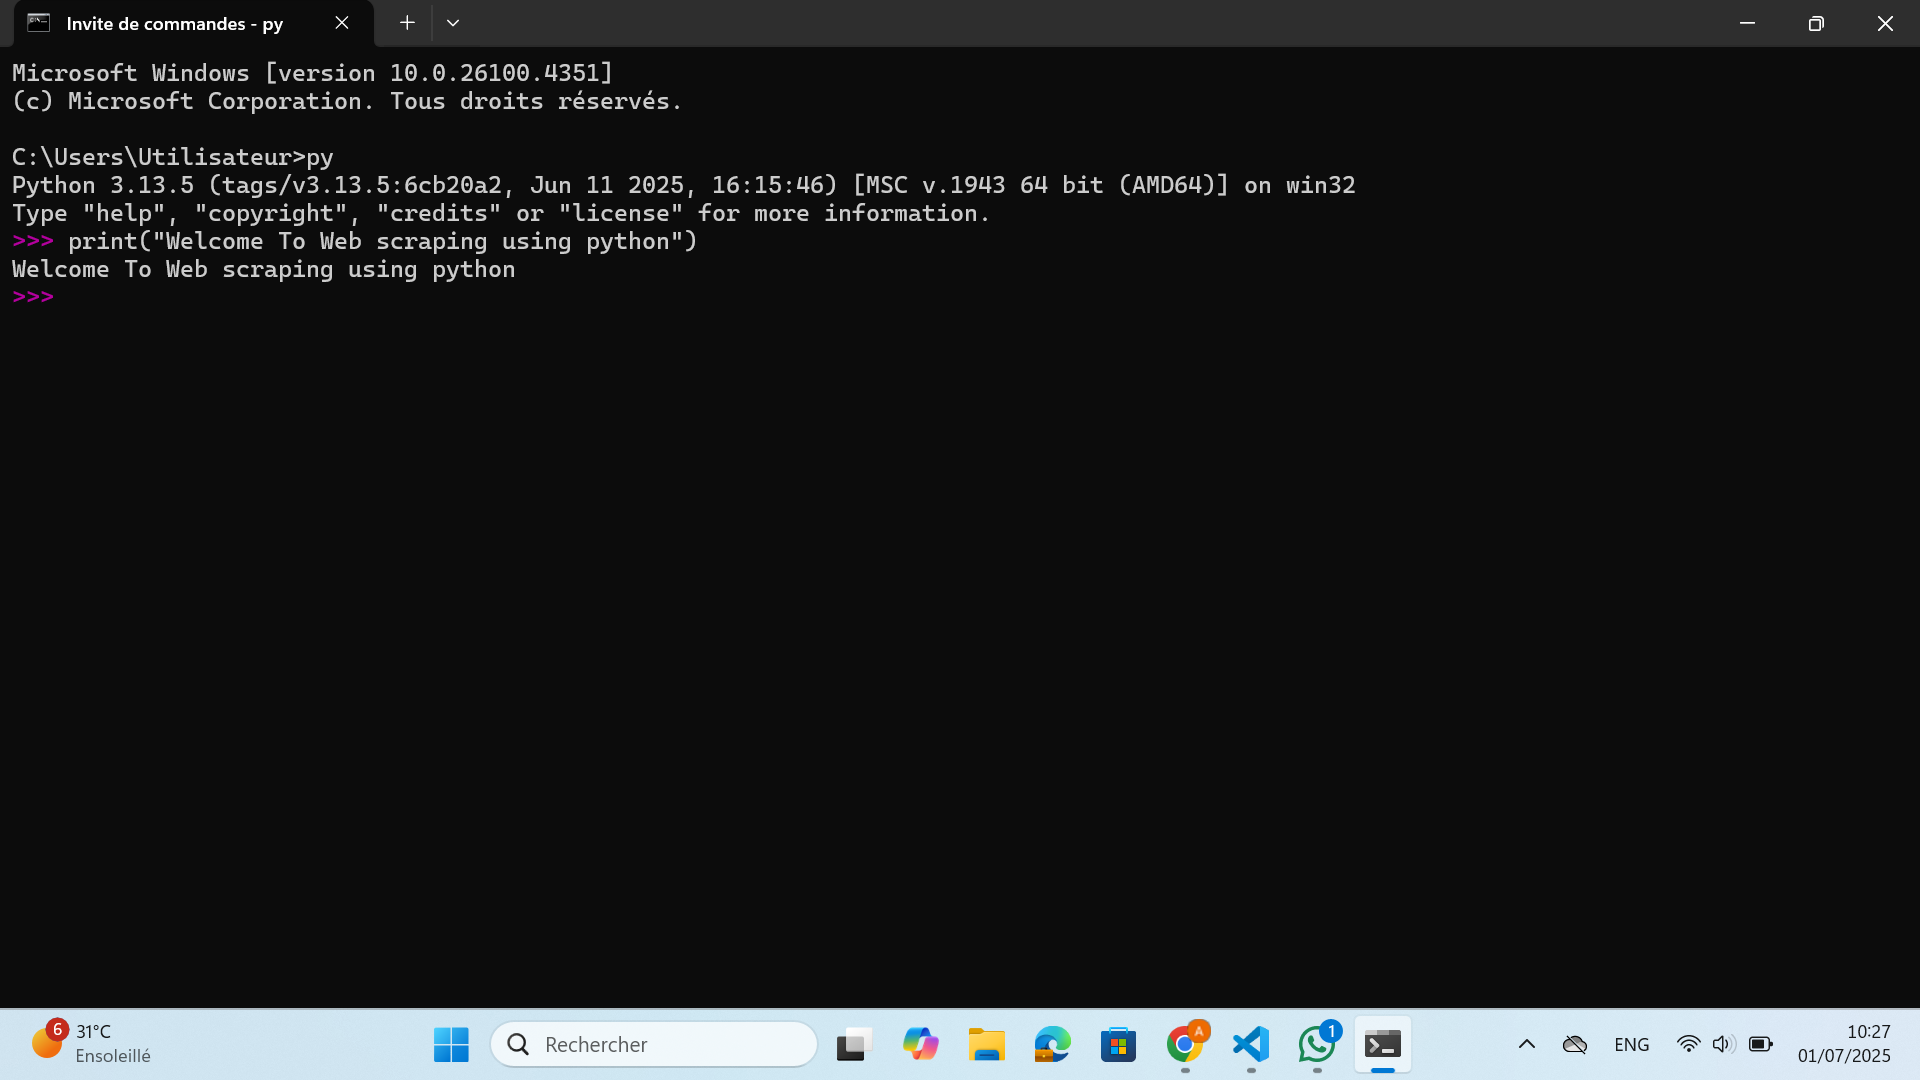 Invite de commandes - py
Microsoft Windows [version 10.0.26100.4351]
(c) Microsoft Corporation. Tous droits réservés.
C:\Users\Utilisateur>py
Python 3.13.5 (tags/v3.13.5:6cb20a2, Jun 11 2025, 16:15:46) [MSC v.1943 64 bit (AMD64)] on win32
Type "help", "copyright", "credits" or "license" for more information.
>>> print("Welcome To Web scraping using python")
Welcome To Web scraping using python
>>>
6
31°C
Ensoleillé
Rechercher
A
1
ENG
10:27
01/07/2025